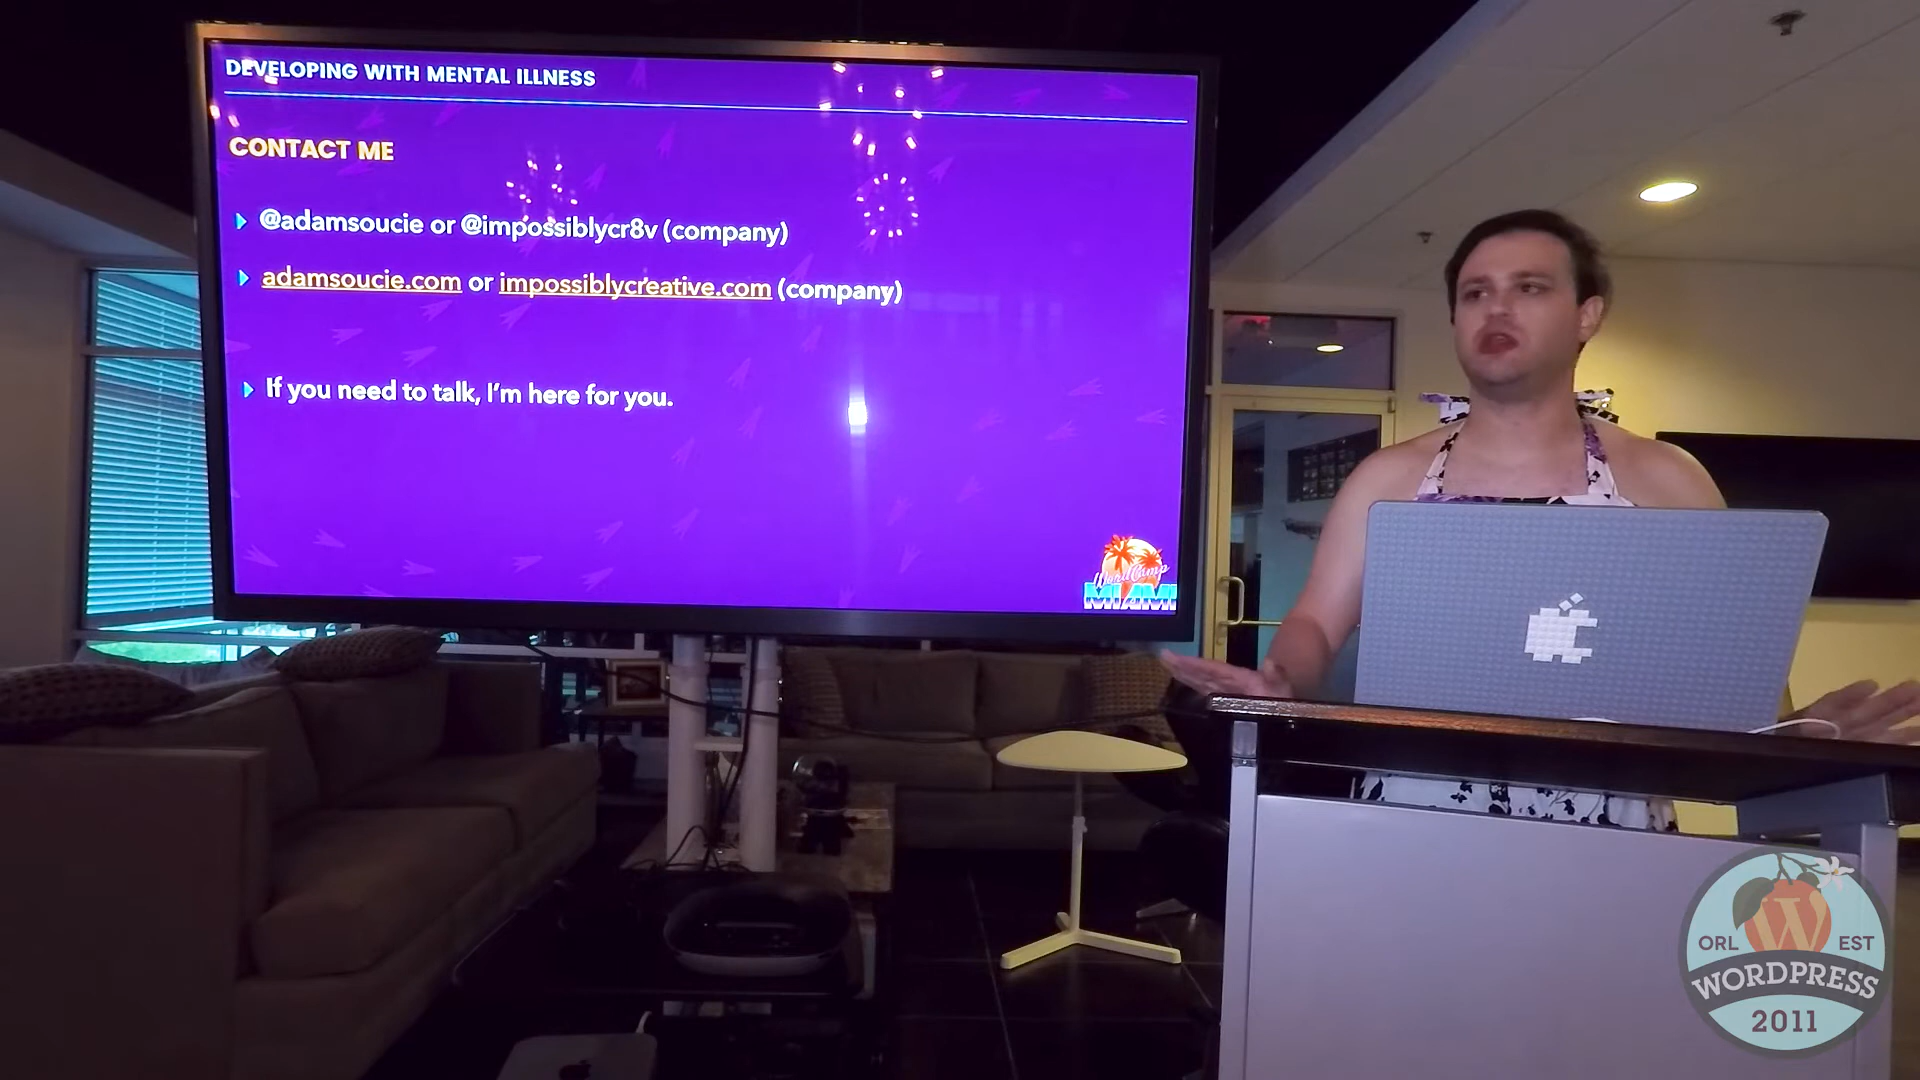 DEVELOPING WITH MENTAL ILLNESS
CONTACT ME
@adamsoucie or @impossiblycr8v (company)
adamsoucie.com or impossiblycreative.com (company)
If you need to talk, I'm here for you.
WordCamp
MIAMI
ORL W EST
WORDPRESS
2011